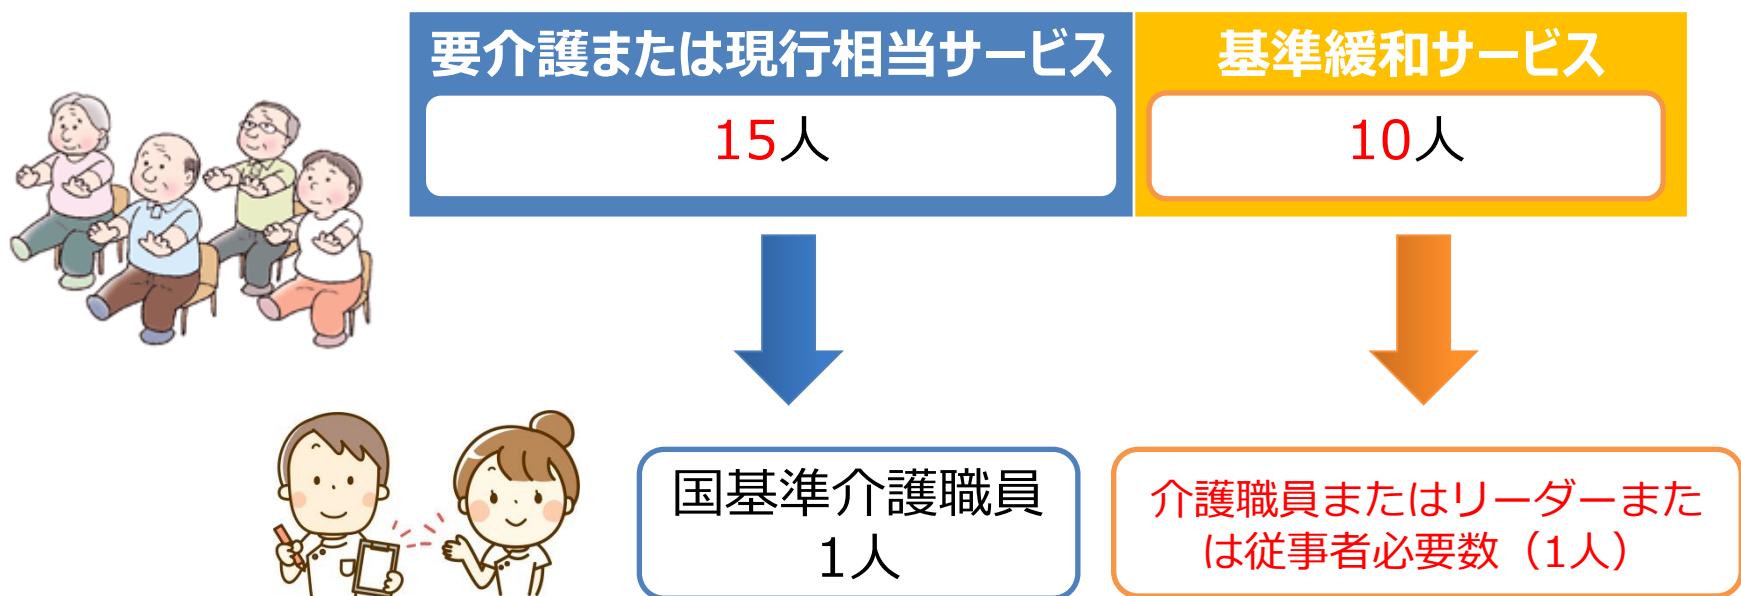 要介護または現行相当サービス
基準緩和サービス
15人
10人
国基準介護職員
1人
介護職員またはリーダーまた
は従事者必要数（1人）